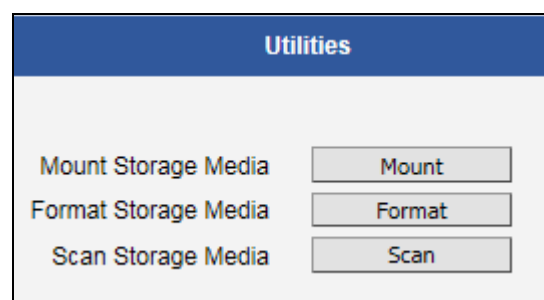 Utilities
Mount Storage Media Mount
Format Storage Media Format
Scan Storage Media Scan